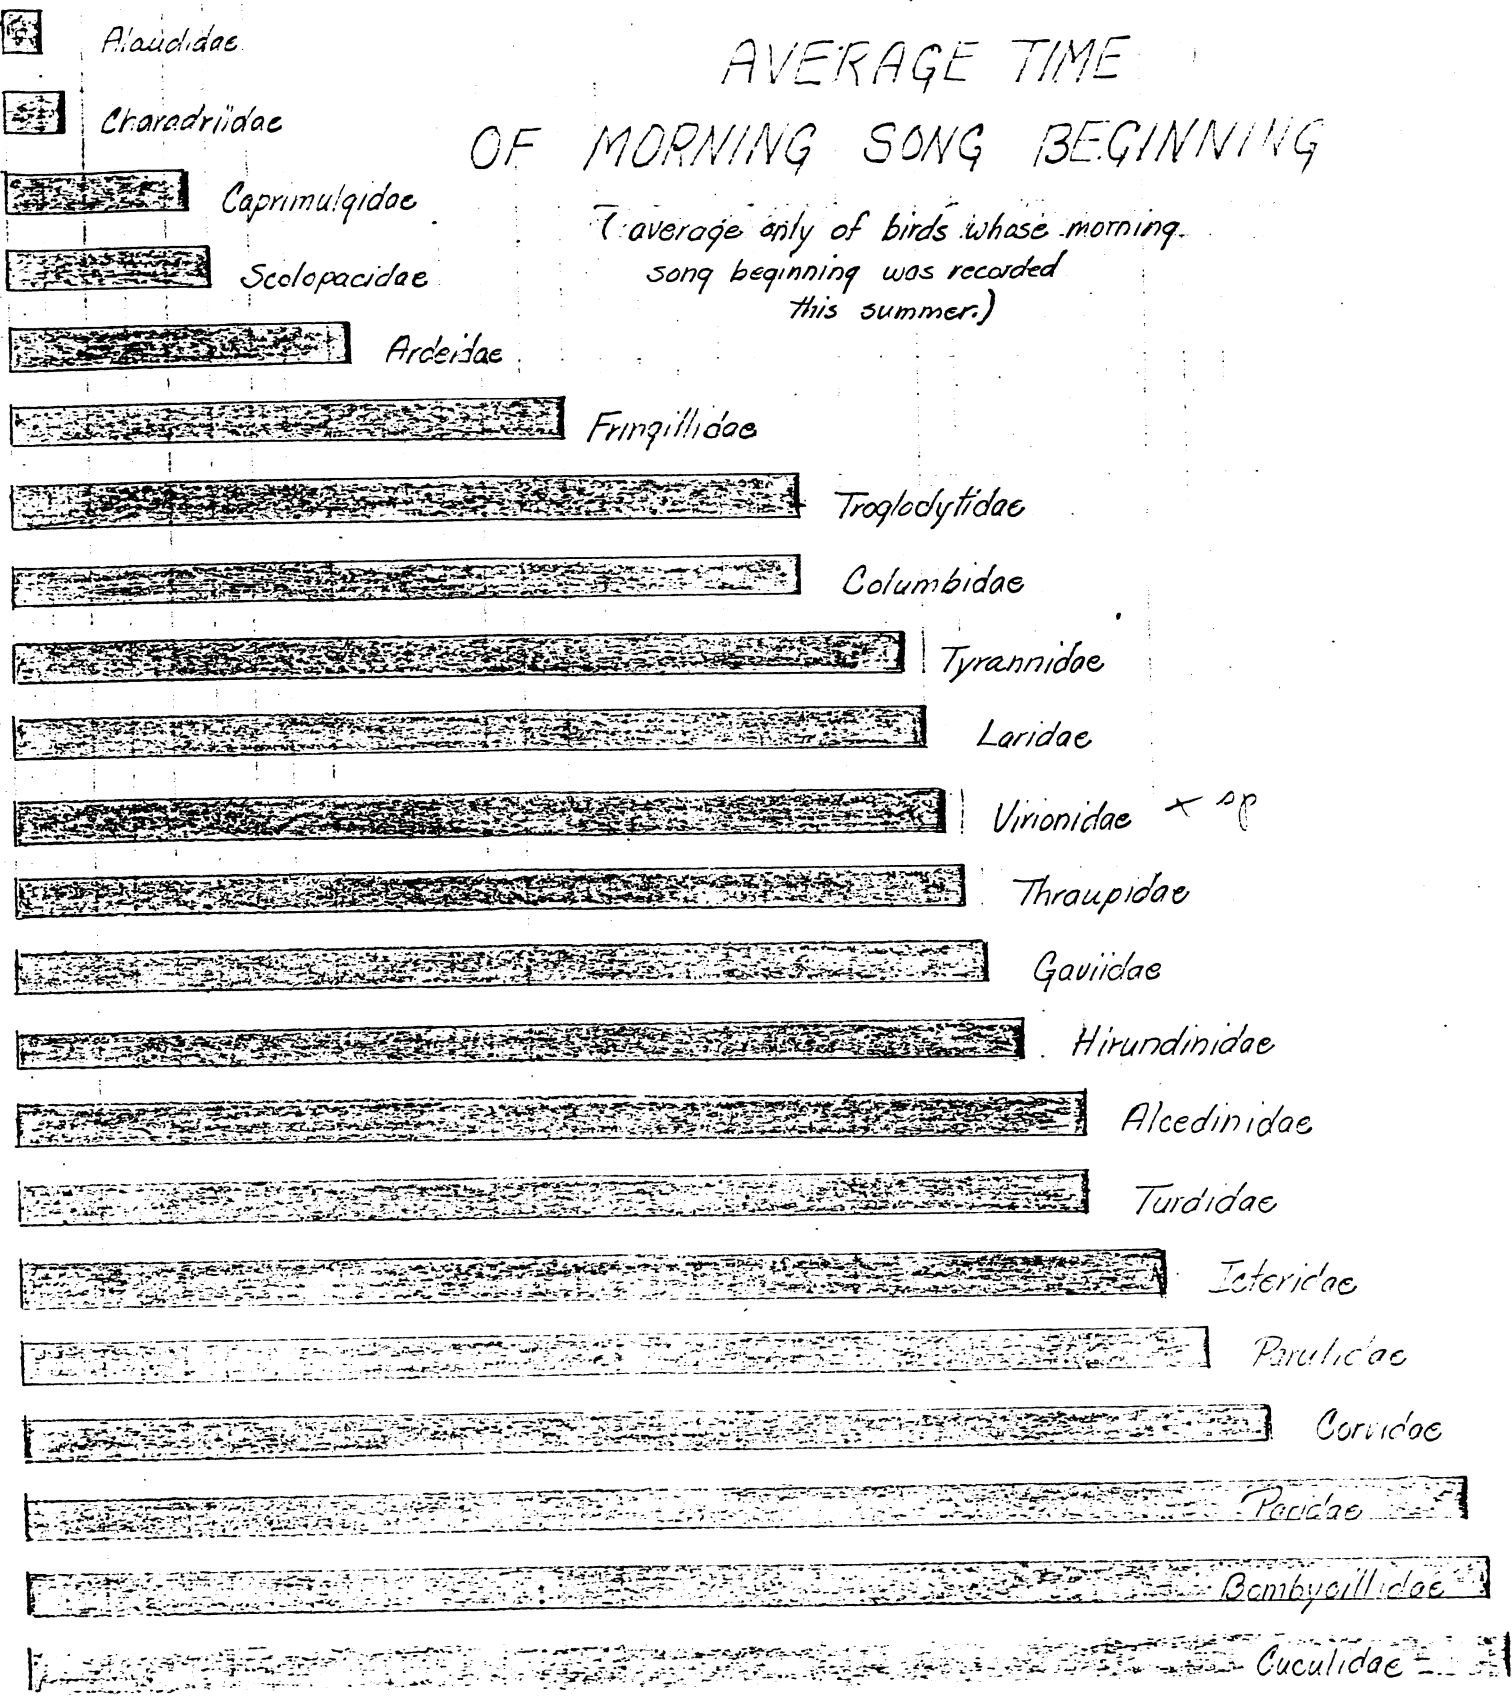 AVERAGE TIME
OF MORNING SONG BEGINNING
(average only of birds whose morning
song beginning was recorded
this summer.)
Alaudidae
Charadriidae
Caprimulgidae
Scolopacidae
Ardeidae
Fringillidae
Troglodytidae
Columbidae
Tyrannidae
Laridae
Virionidae x sp
Thraupidae
Gaviidae
Hirundinidae
Alcedinidae
Turdidae
Icteridae
Parulidae
Corvidae
Paridae
Bombycillidae
Cuculidae